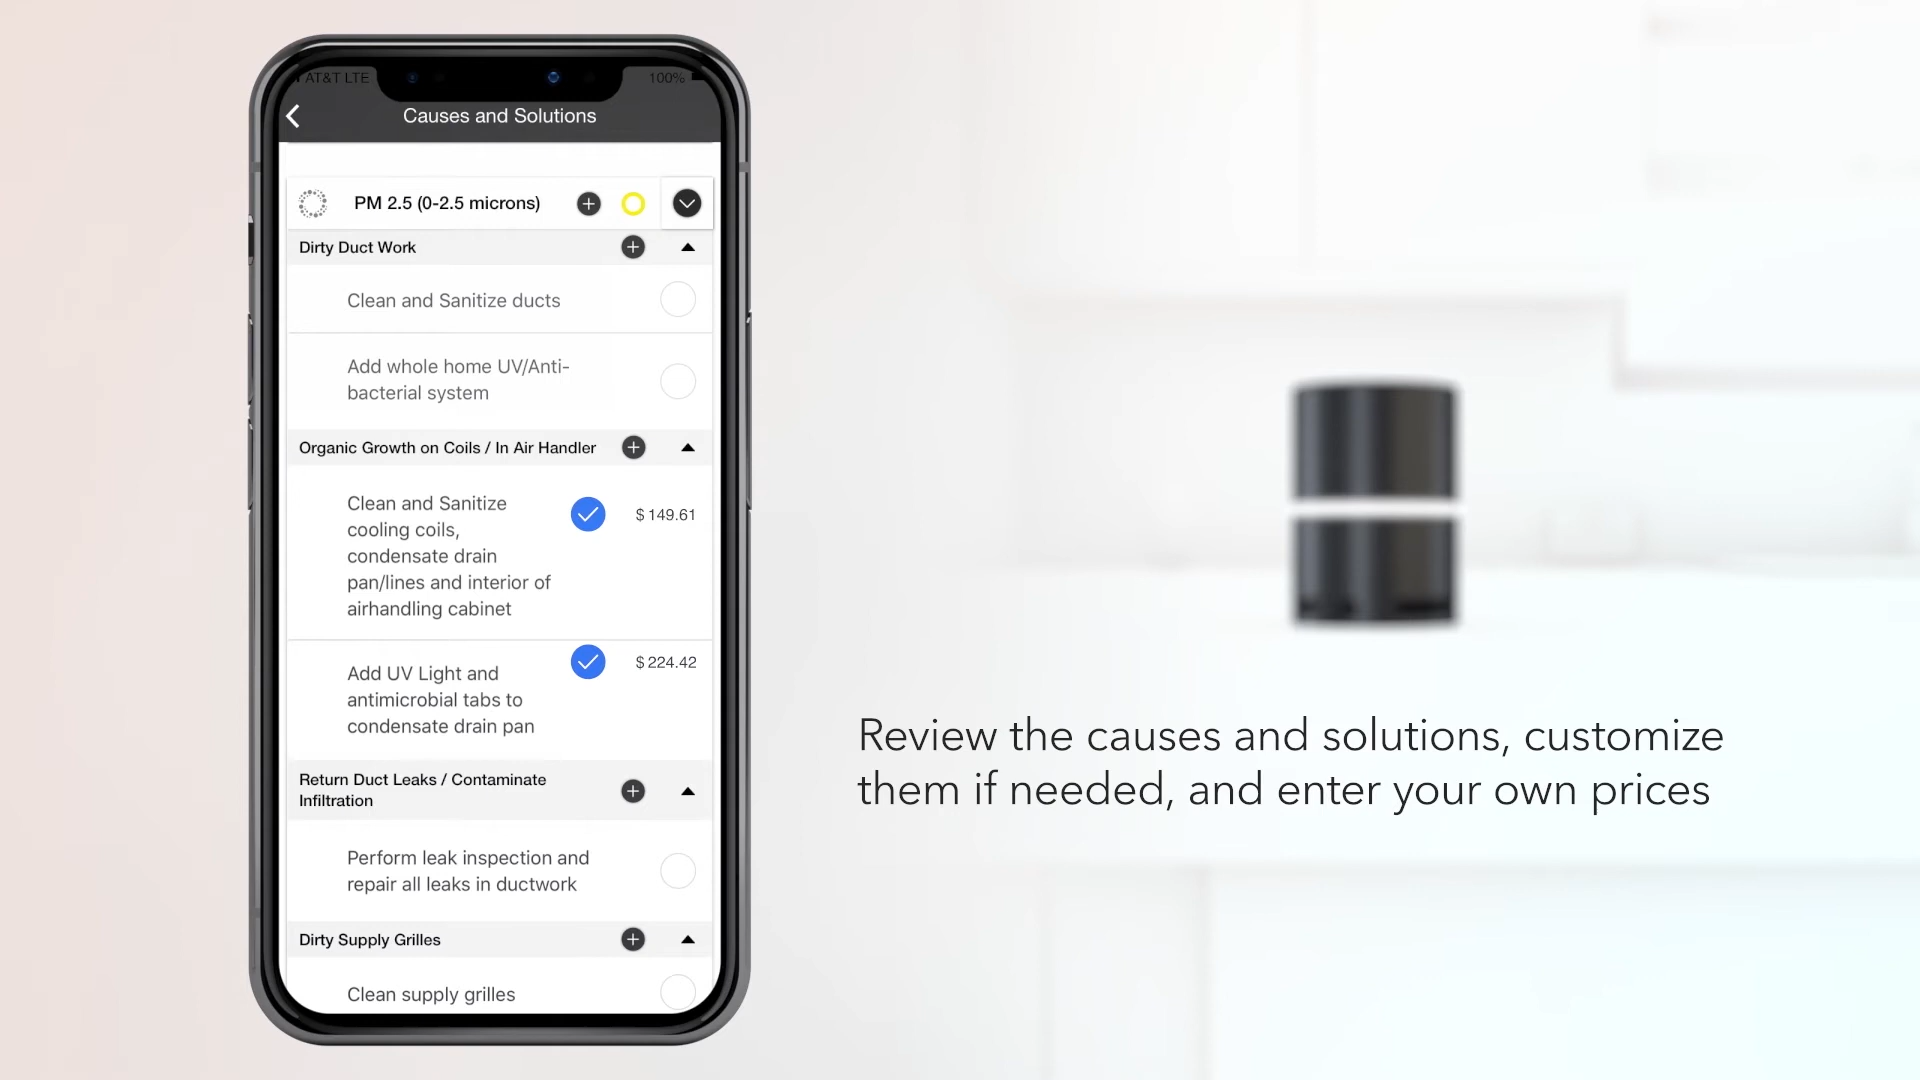 AT&T LTE 100%
Causes and Solutions
PM 2.5 (0-2.5 microns)
Dirty Duct Work
Clean and Sanitize ducts
Add whole home UV/Anti-
bacterial system
Organic Growth on Coils / In Air Handler
Clean and Sanitize
cooling coils,
condensate drain
pan/lines and interior of
airhandling cabinet
$ 149.61
Add UV Light and
antimicrobial tabs to
condensate drain pan
$ 224.42
Return Duct Leaks / Contaminate
Infiltration
Perform leak inspection and
repair all leaks in ductwork
Dirty Supply Grilles
Clean supply grilles
Review the causes and solutions, customize
them if needed, and enter your own prices